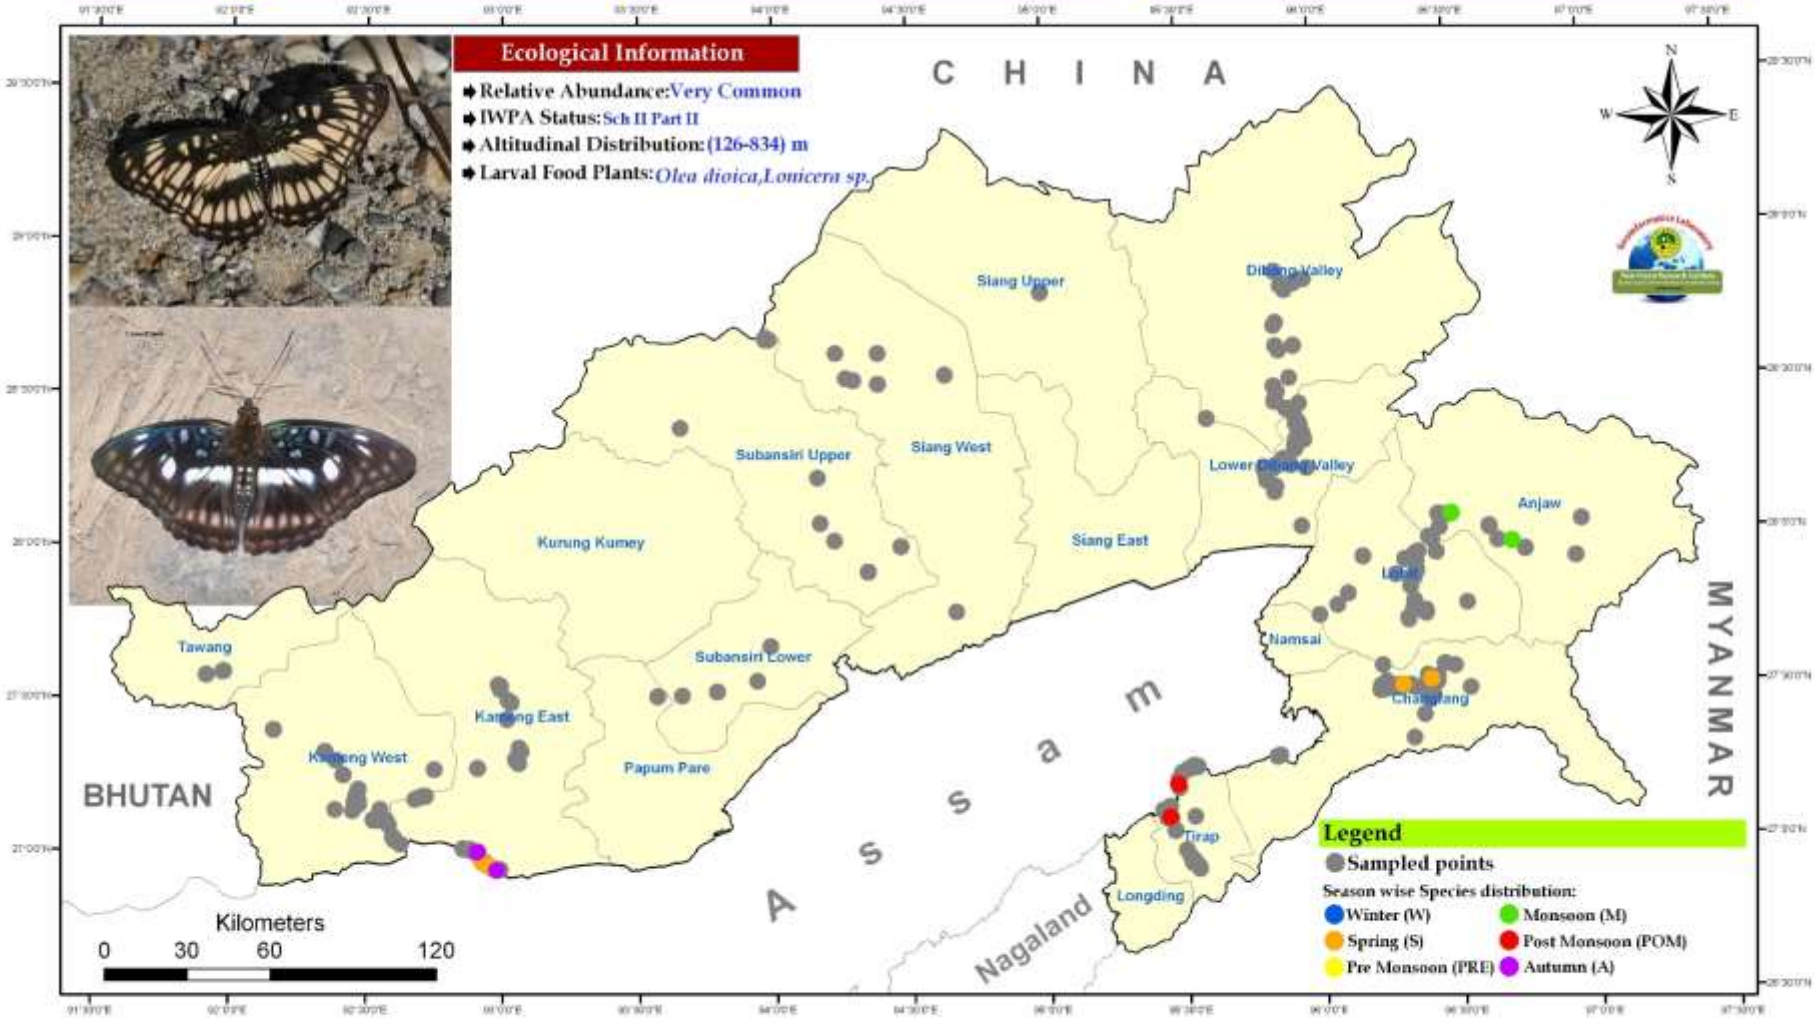 Ecological Information
Relative Abundance:Very Common
IWPA Status:Sch II Part II
Altitudinal Distribution:(126-834) m
Larval Food Plants:Olea dioica,Lonicera sp.
CHINA
N
W E
S
Siang Upper
Dibang Valley
Subansiri Upper
Siang West
Lower Dibang Valley
Anjaw
Kurung Kumey
Siang East
Lohit
Namsai
Tawang
Subansiri Lower
Changlang
Kameng East
Kameng West
Papum Pare
BHUTAN
MYANMAR
Assam
Tirap
Longding
Nagaland
Kilometers
0 30 60 120
Legend
Sampled points
Season wise Species distribution:
Winter (W)
Monsoon (M)
Spring (S)
Post Monsoon (POM)
Pre Monsoon (PRE)
Autumn (A)